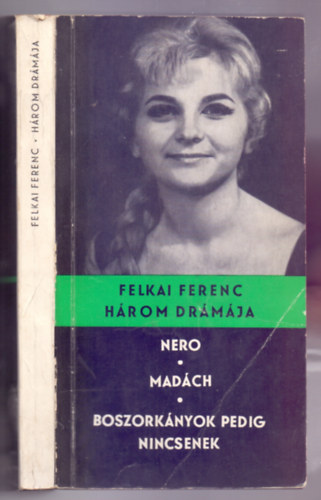 FELKAI FERENC • HÁROM DRÁMÁJA
FELKAI FERENC
HÁROM DRÁMÁJA
NERO
•
MADÁCH
•
BOSZORKÁNYOK PEDIG
NINCSENEK